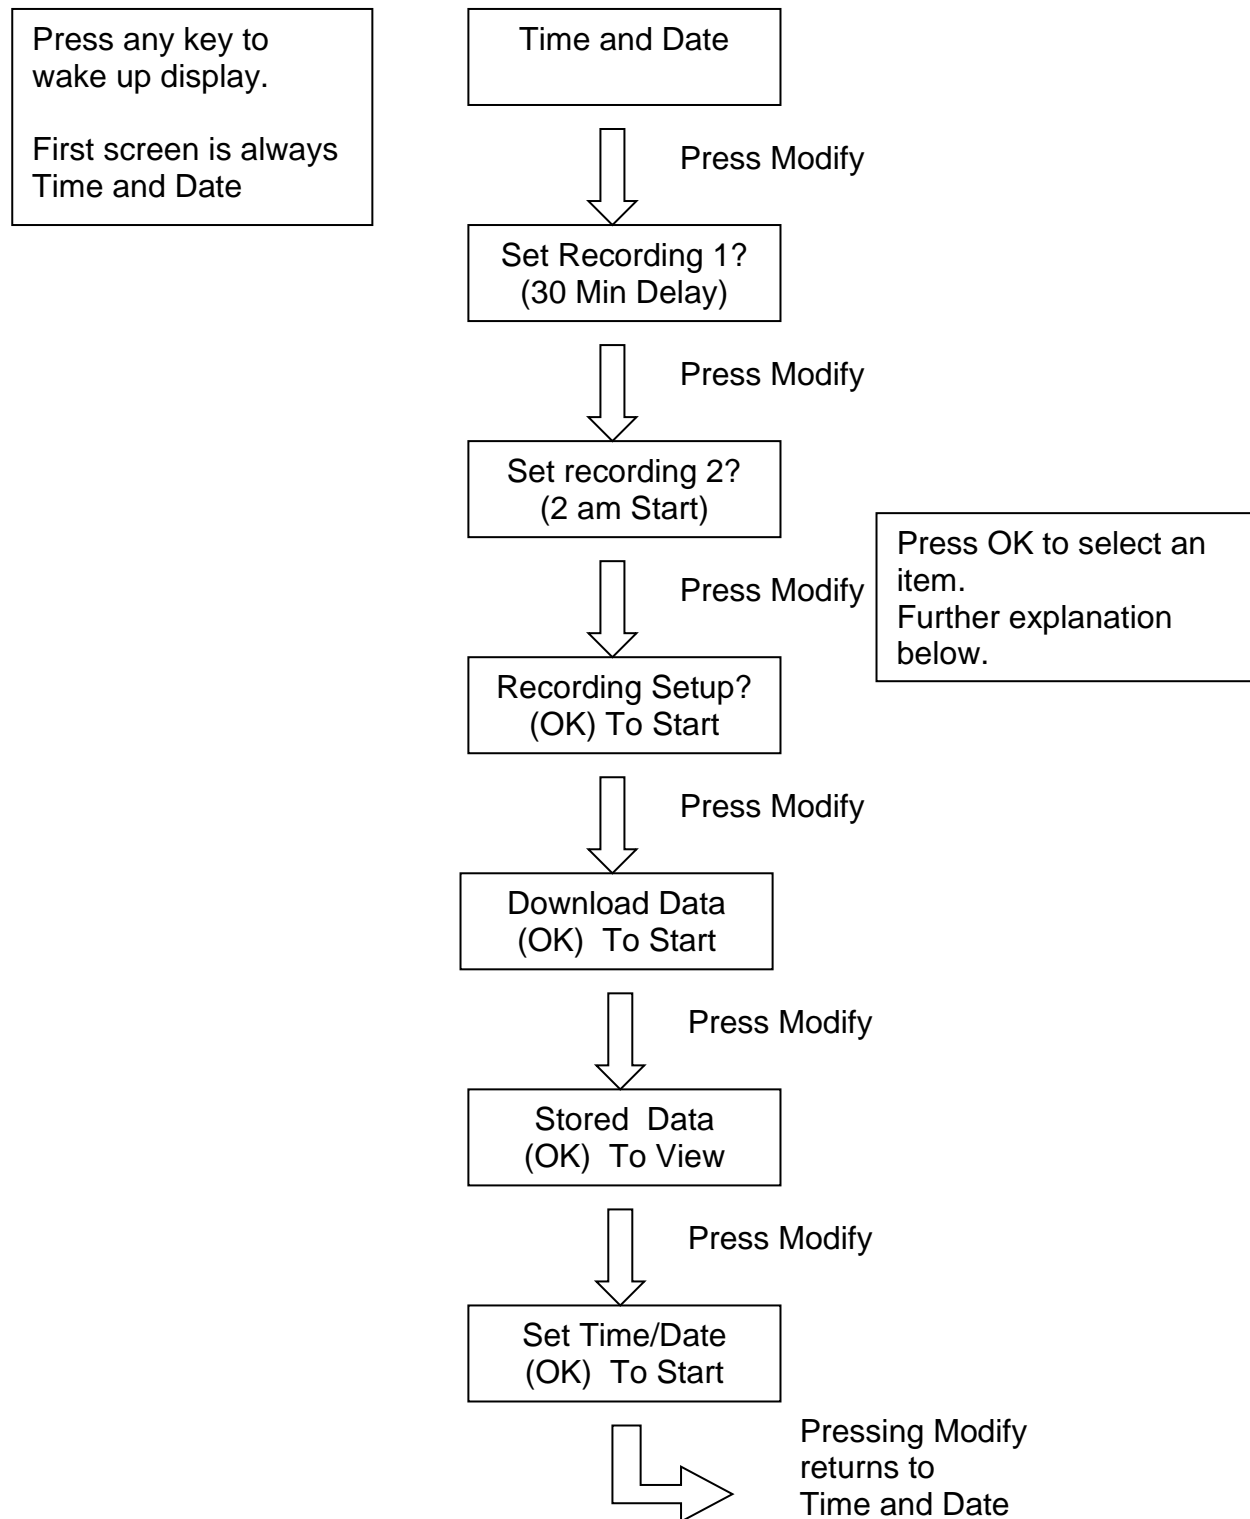 Press any key to
wake up display.
First screen is always
Time and Date
Time and Date
Press Modify
Set Recording 1?
(30 Min Delay)
Press Modify
Set recording 2?
(2 am Start)
Press Modify
Press OK to select an
item.
Further explanation
below.
Recording Setup?
(OK) To Start
Press Modify
Download Data
(OK)  To Start
Press Modify
Stored  Data
(OK)  To View
Press Modify
Set Time/Date
(OK)  To Start
Pressing Modify
returns to
Time and Date